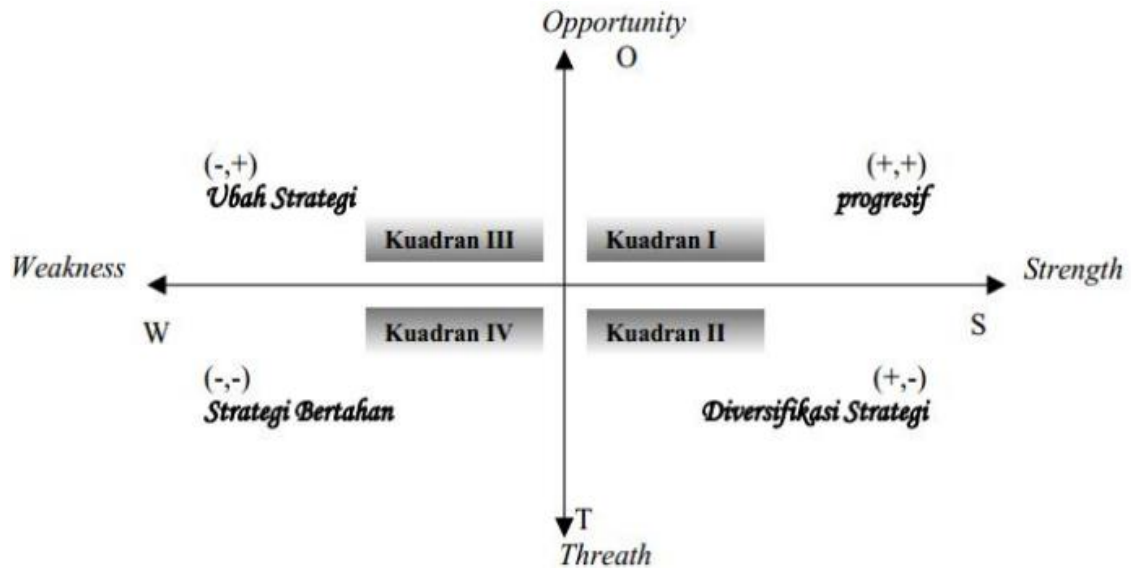 Opportunity
O
(-,+)
Ubah Strategi
(+,+)
progresif
Kuadran III
Kuadran I
Weakness
Strength
W
S
Kuadran IV
Kuadran II
(-,-)
Strategi Bertahan
(+,-)
Diversifikasi Strategi
T
Threath